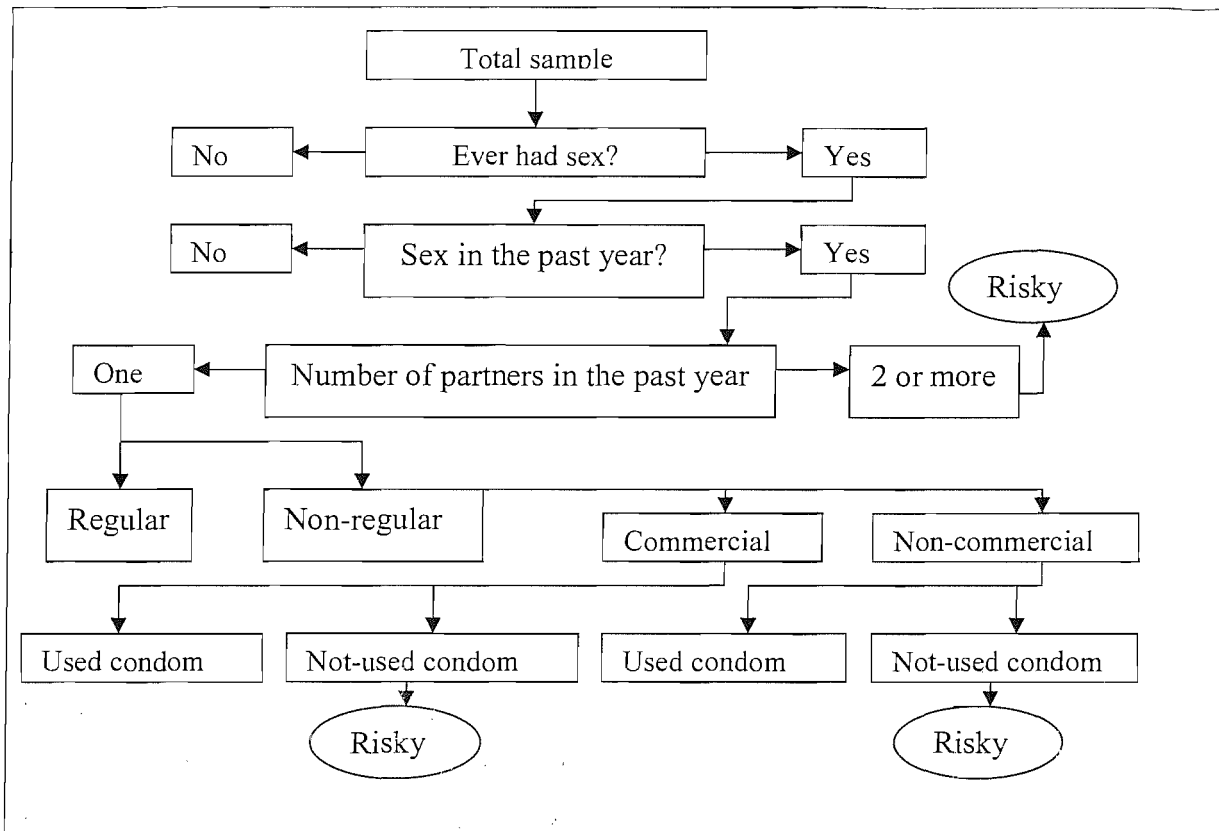 Total sample
No
Ever had sex?
Yes
No
Sex in the past year?
Yes
Risky
One
Number of partners in the past year
2 or more
Regular
Non-regular
Commercial
Non-commercial
Used condom
Not-used condom
Used condom
Not-used condom
Risky
Risky